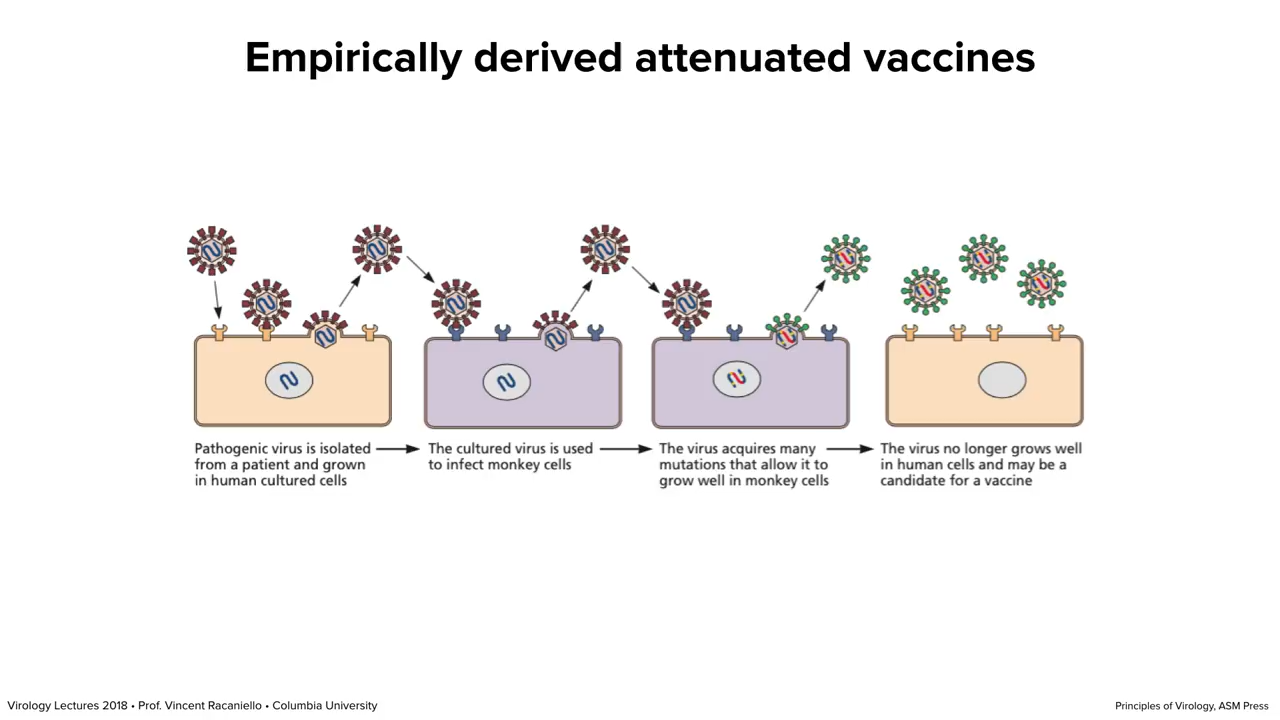 Empirically derived attenuated vaccines
Pathogenic virus is isolated
from a patient and grown
in human cultured cells
The cultured virus is used
to infect monkey cells
The virus acquires many
mutations that allow it to
grow well in monkey cells
The virus no longer grows well
in human cells and may be a
candidate for a vaccine
Virology Lectures 2018 • Prof. Vincent Racaniello • Columbia University
Principles of Virology, ASM Press